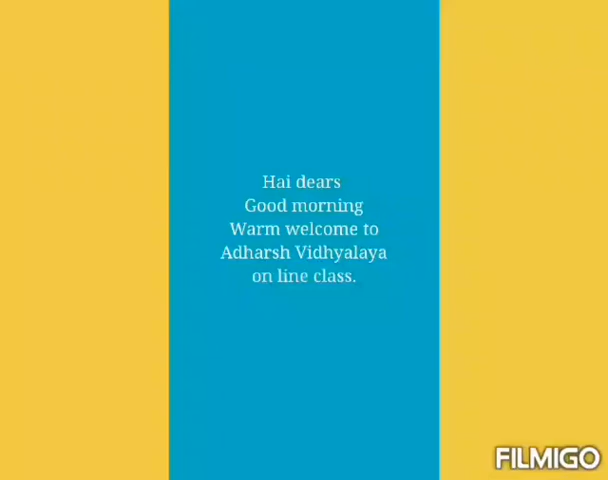 Hai dears
Good morning
Warm welcome to
Adharsh Vidhyalaya
on line class.
FILMIGO